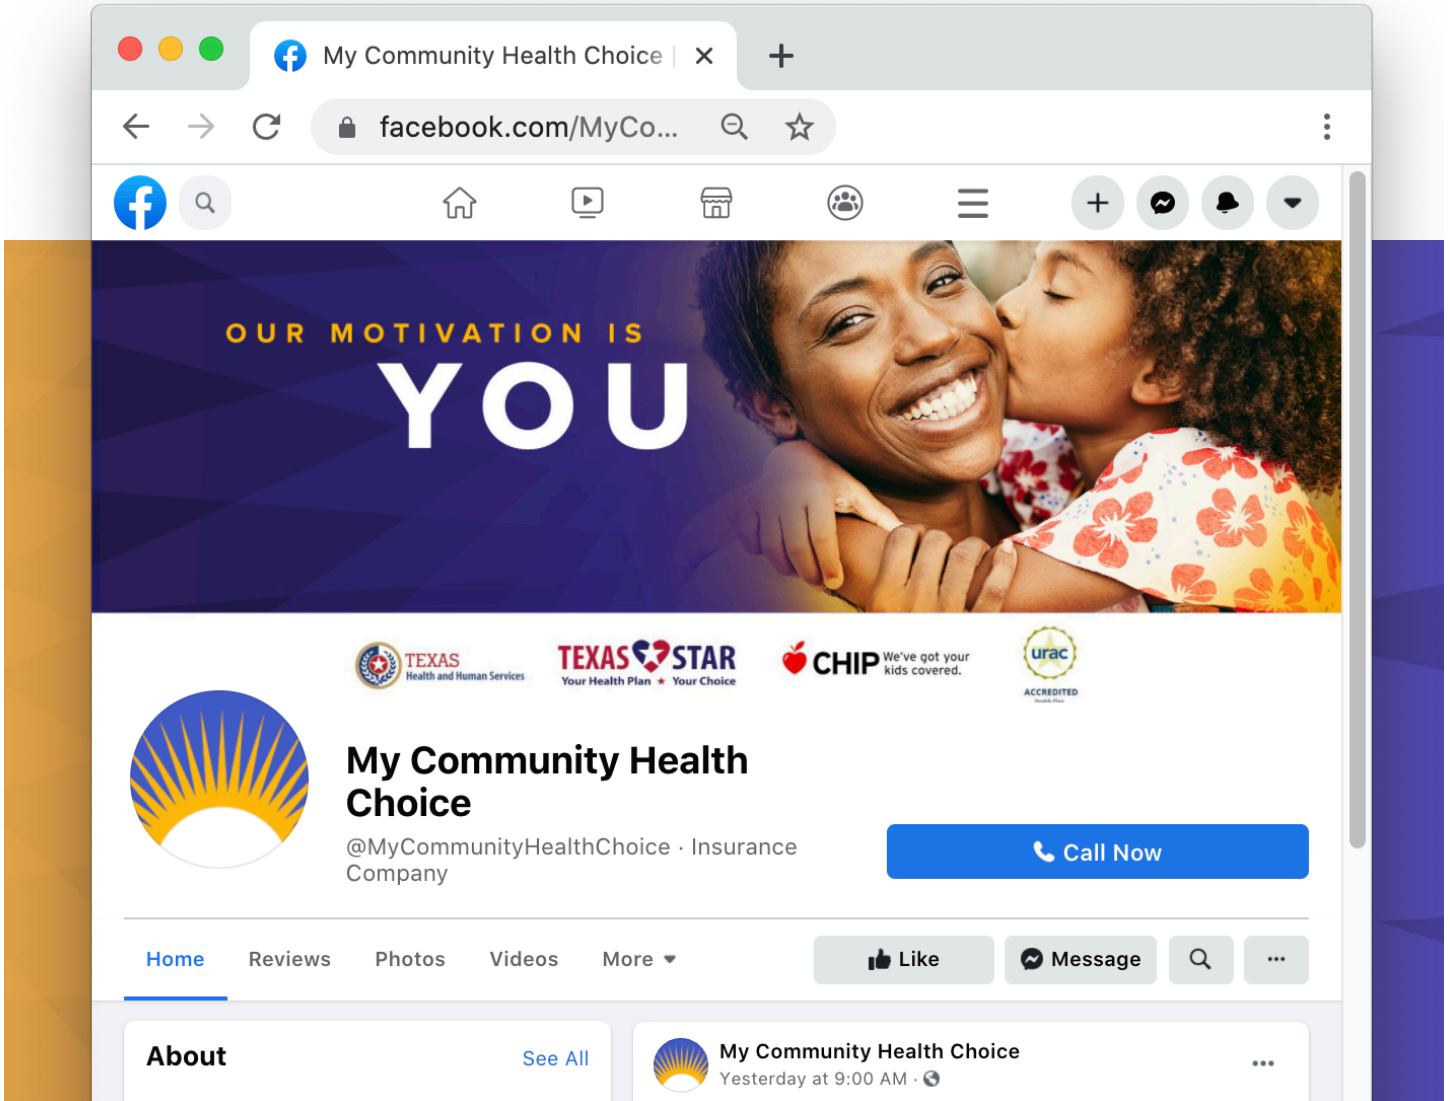 My Community Health Choice
facebook.com/MyCo...
OUR MOTIVATION IS
YOU
TEXAS
Health and Human Services
TEXAS STAR
Your Health Plan ★ Your Choice
CHIP We've got your
kids covered.
urac
ACCREDITED
Health Plan
My Community Health
Choice
@MyCommunityHealthChoice · Insurance
Company
Call Now
Home Reviews Photos Videos More
Like Message ...
About See All
My Community Health Choice ...
Yesterday at 9:00 AM ·